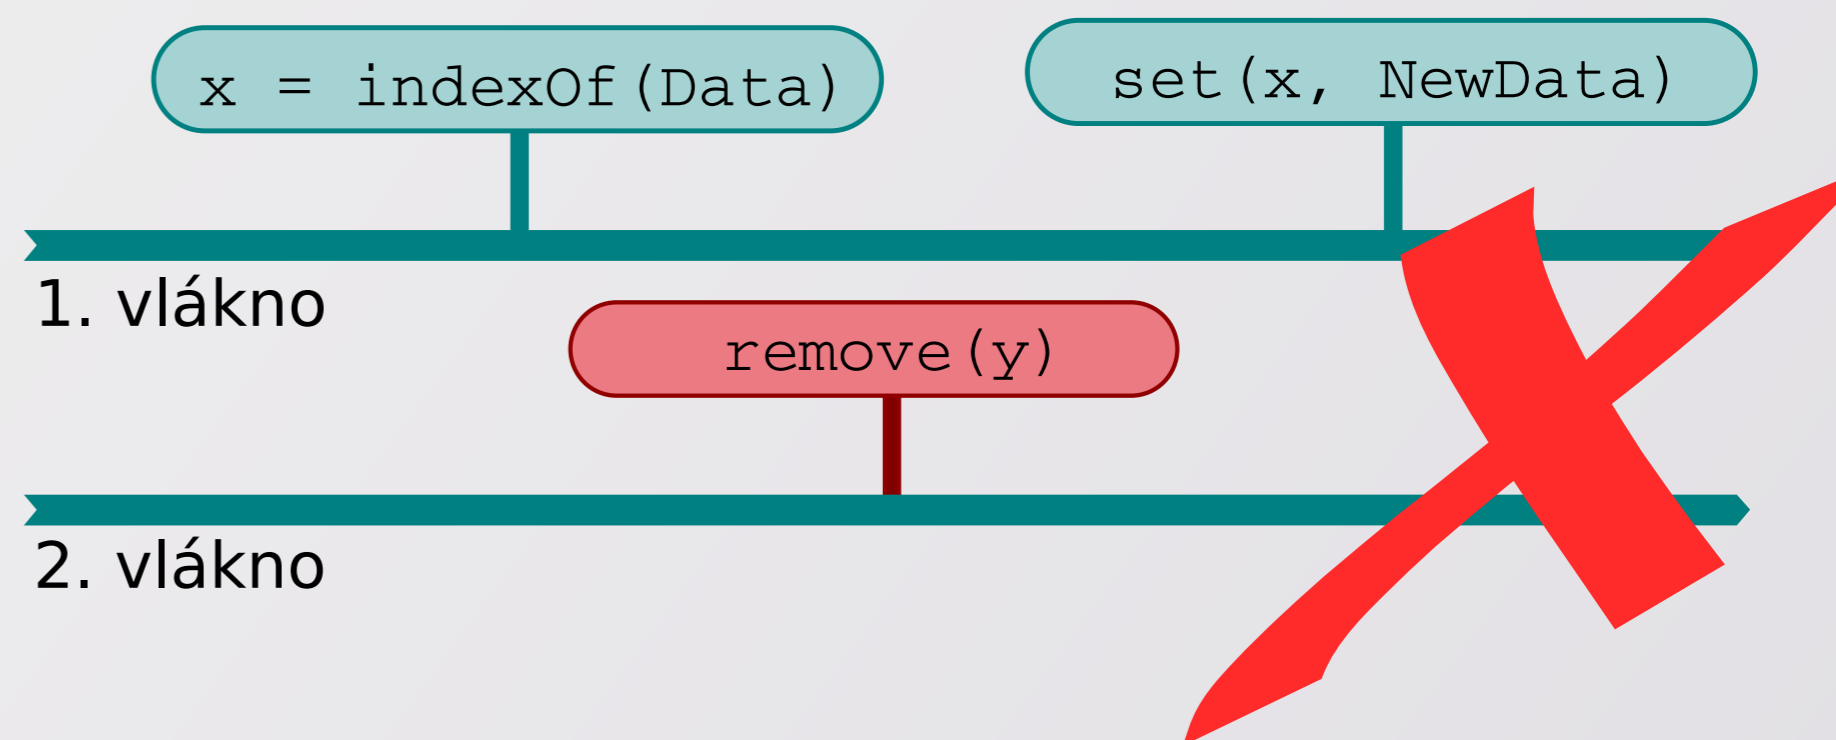 x = indexOf(Data)
set(x, NewData)
1. vlákno
remove(y)
2. vlákno